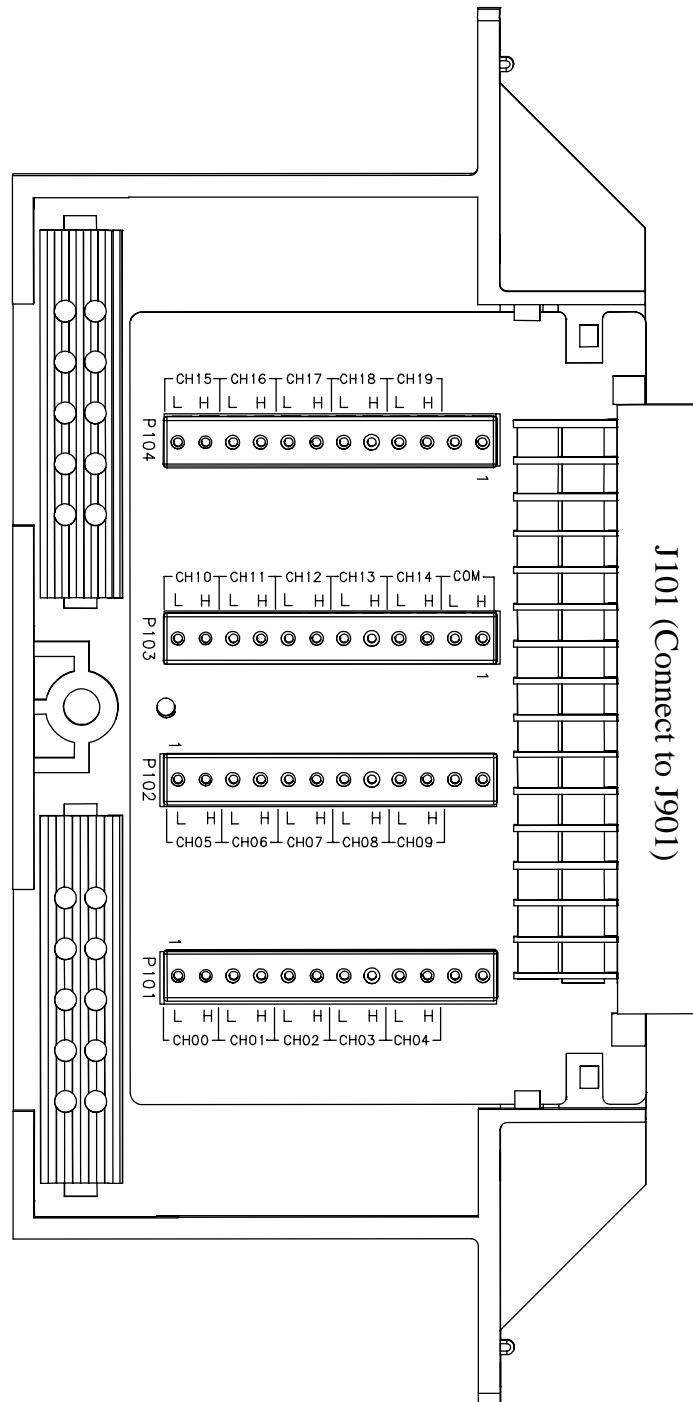 CH15 CH16 CH17 CH18 CH19
L H L H L H L H L H
P104
1
J101 (Connect to J901)
CH10 CH11 CH12 CH13 CH14 COM
L H L H L H L H L H L H
P103
1
1
P102
L H L H L H L H L H
CH05 CH06 CH07 CH08 CH09
1
P101
L H L H L H L H L H
CH00 CH01 CH02 CH03 CH04